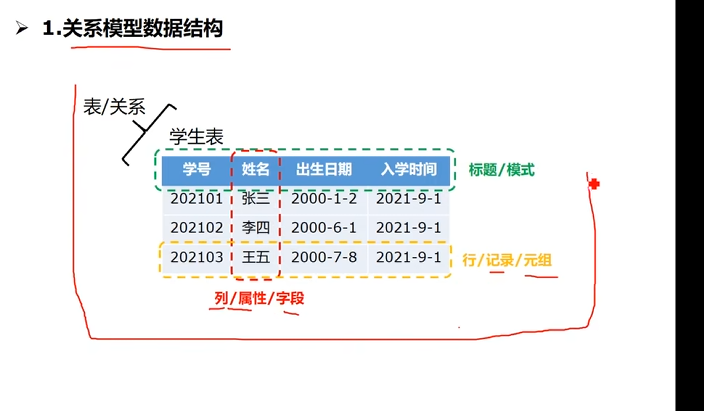 ➢ 1.关系模型数据结构
表/关系
学生表
学号 姓名 出生日期 入学时间
标题/模式
202101 张三 2000-1-2 2021-9-1
202102 李四 2000-6-1 2021-9-1
202103 王五 2000-7-8 2021-9-1
行/记录/元组
列/属性/字段